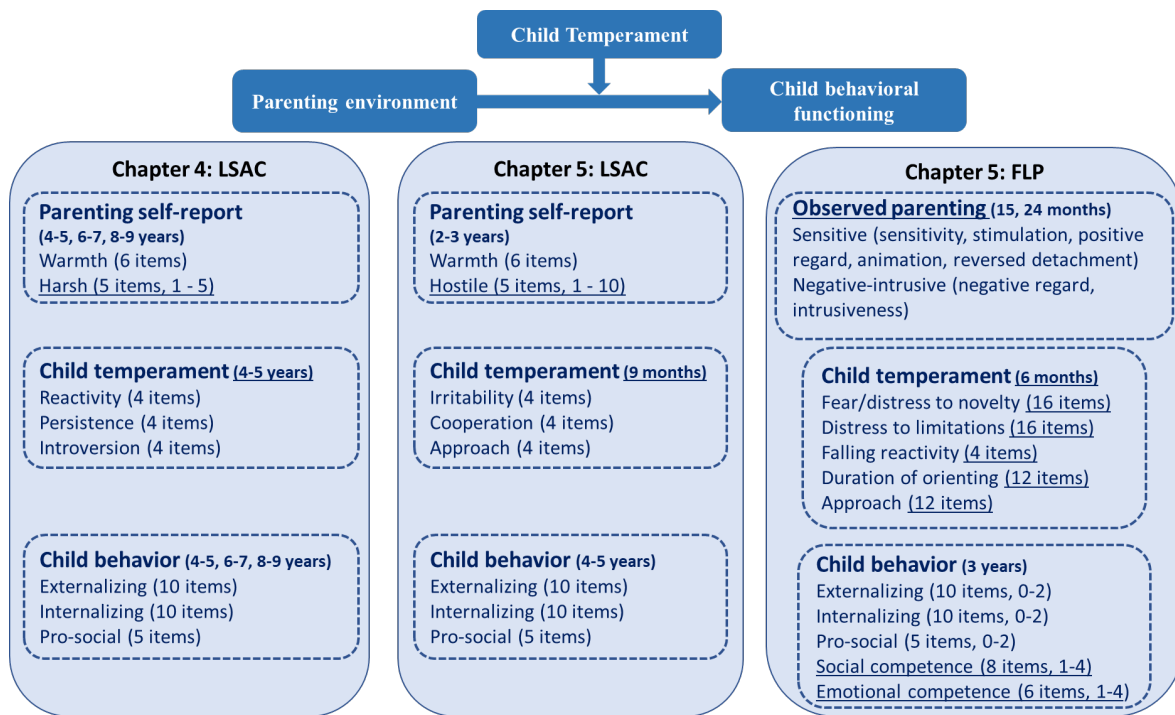 Child Temperament
Parenting environment
Child behavioral
functioning
Chapter 4: LSAC
Parenting self-report
(4-5, 6-7, 8-9 years)
Warmth (6 items)
Harsh (5 items, 1 - 5)
Child temperament (4-5 years)
Reactivity (4 items)
Persistence (4 items)
Introversion (4 items)
Child behavior (4-5, 6-7, 8-9 years)
Externalizing (10 items)
Internalizing (10 items)
Pro-social (5 items)
Chapter 5: LSAC
Parenting self-report
(2-3 years)
Warmth (6 items)
Hostile (5 items, 1 - 10)
Child temperament (9 months)
Irritability (4 items)
Cooperation (4 items)
Approach (4 items)
Child behavior (4-5 years)
Externalizing (10 items)
Internalizing (10 items)
Pro-social (5 items)
Chapter 5: FLP
Observed parenting (15, 24 months)
Sensitive (sensitivity, stimulation, positive
regard, animation, reversed detachment)
Negative-intrusive (negative regard,
intrusiveness)
Child temperament (6 months)
Fear/distress to novelty (16 items)
Distress to limitations (16 items)
Falling reactivity (4 items)
Duration of orienting (12 items)
Approach (12 items)
Child behavior (3 years)
Externalizing (10 items, 0-2)
Internalizing (10 items, 0-2)
Pro-social (5 items, 0-2)
Social competence (8 items, 1-4)
Emotional competence (6 items, 1-4)